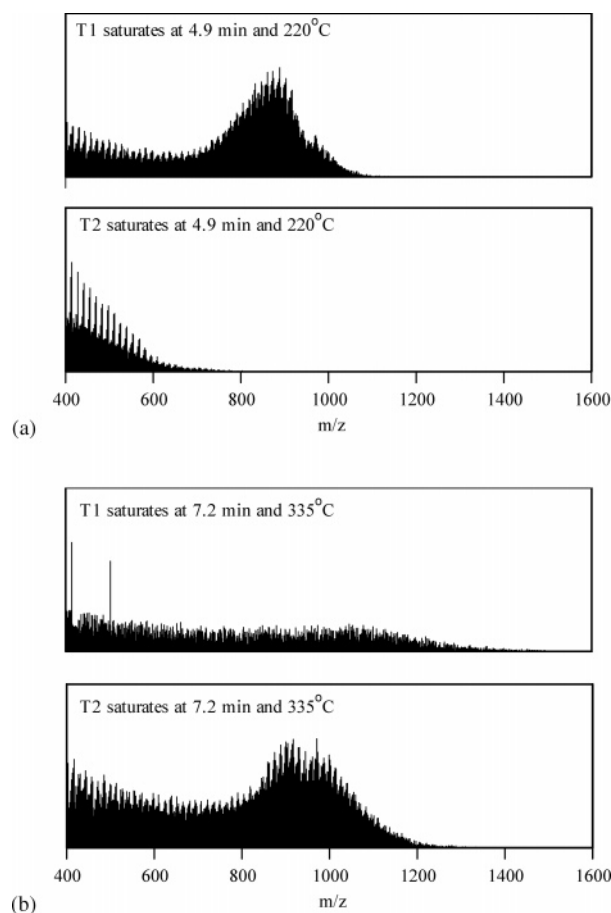 T1 saturates at 4.9 min and 220°C
T2 saturates at 4.9 min and 220°C
400 600 800 1000 1200 1400 1600
m/z
(a)
T1 saturates at 7.2 min and 335°C
T2 saturates at 7.2 min and 335°C
400 600 800 1000 1200 1400 1600
m/z
(b)